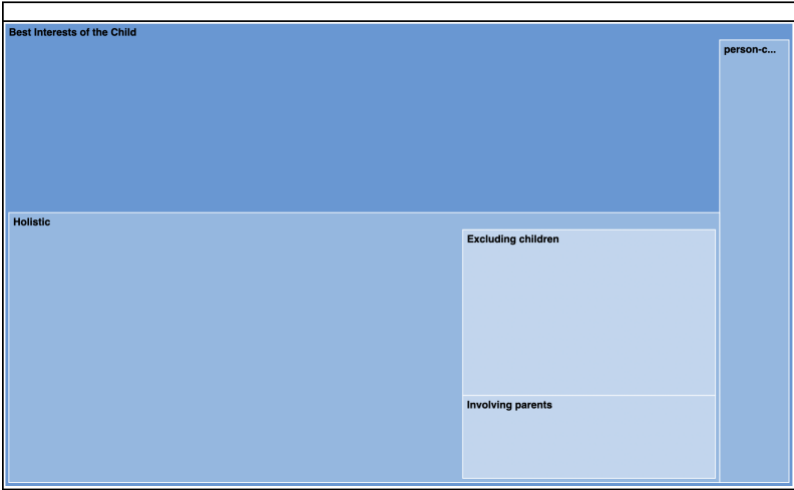 Best Interests of the Child
person-c...
Holistic
Excluding children
Involving parents